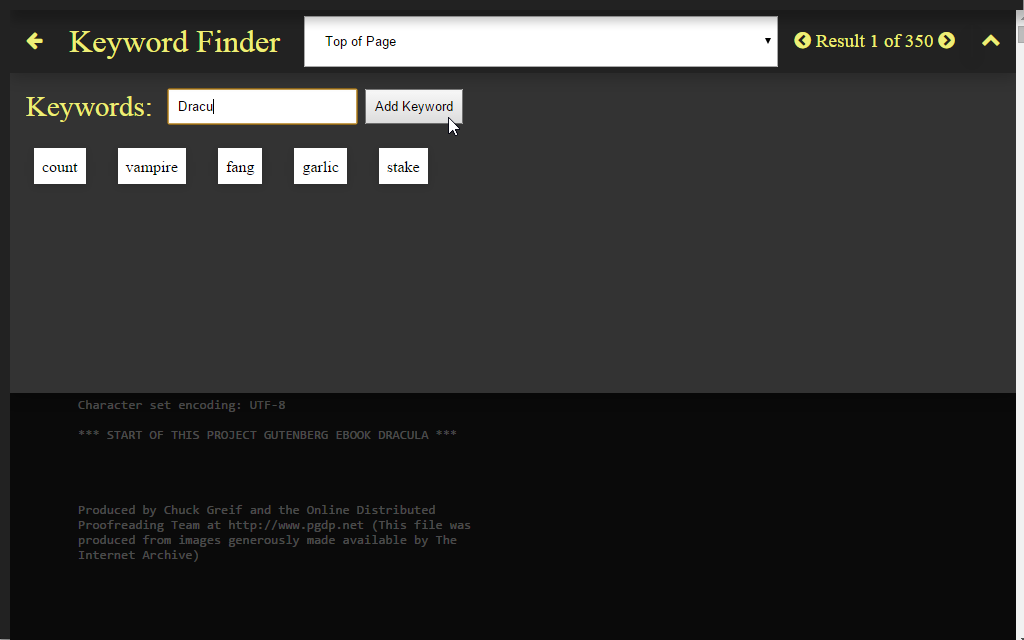 Keyword Finder Top of Page Result 1 of 350
Keywords: Dracu Add Keyword
count vampire fang garlic stake
Character set encoding: UTF-8
*** START OF THIS PROJECT GUTENBERG EBOOK DRACULA ***
Produced by Chuck Greif and the Online Distributed
Proofreading Team at http://www.pgdp.net (This file was
produced from images generously made available by The
Internet Archive)